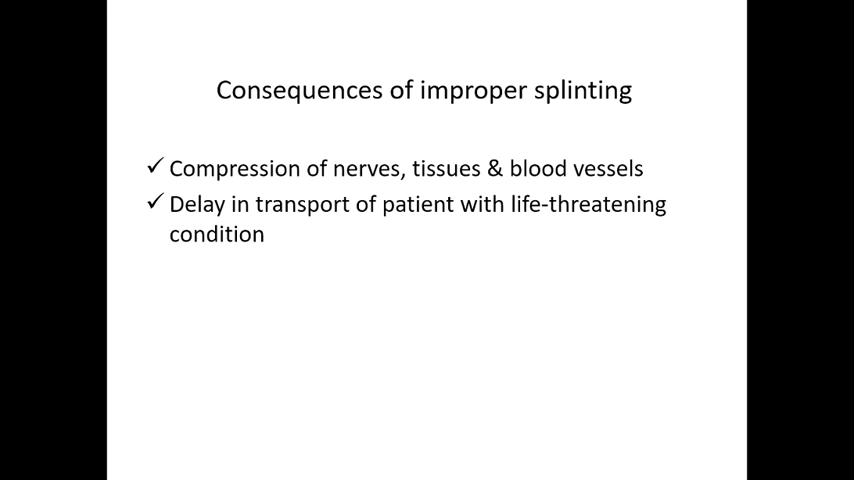 Consequences of improper splinting
✓ Compression of nerves, tissues & blood vessels
✓ Delay in transport of patient with life-threatening
condition